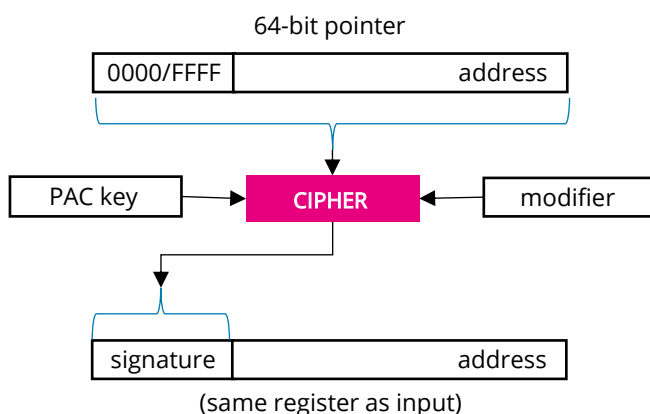 64-bit pointer
0000/FFFF address
PAC key CIPHER modifier
signature address
(same register as input)